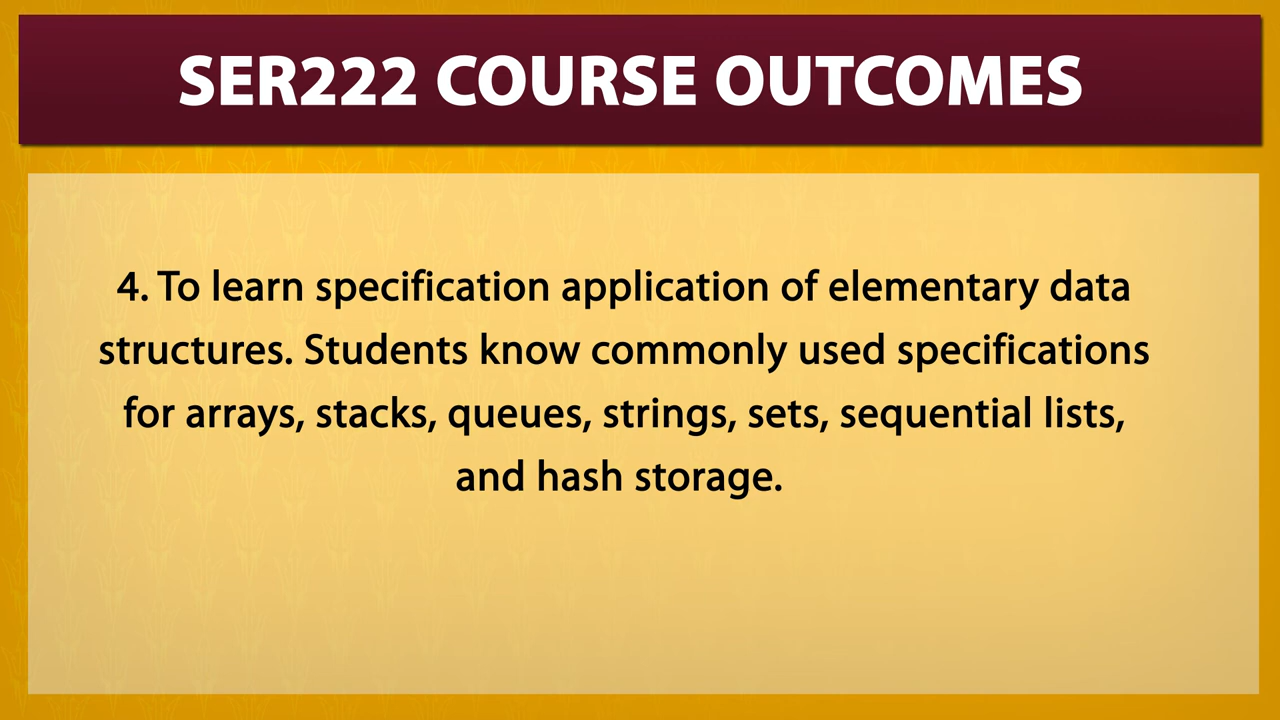 SER222 COURSE OUTCOMES
4. To learn specification application of elementary data
structures. Students know commonly used specifications
for arrays, stacks, queues, strings, sets, sequential lists,
and hash storage.